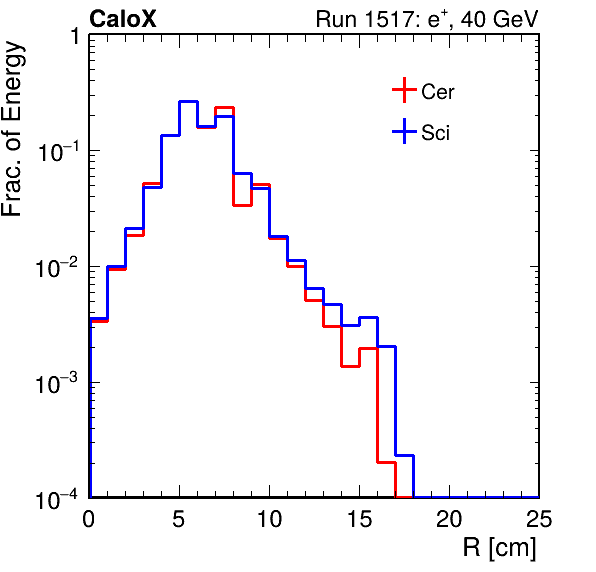 CaloX Run 1517: e⁺, 40 GeV
Frac. of Energy
1
10⁻¹
10⁻²
10⁻³
10⁻⁴
Cer
Sci
0 5 10 15 20 25
R [cm]